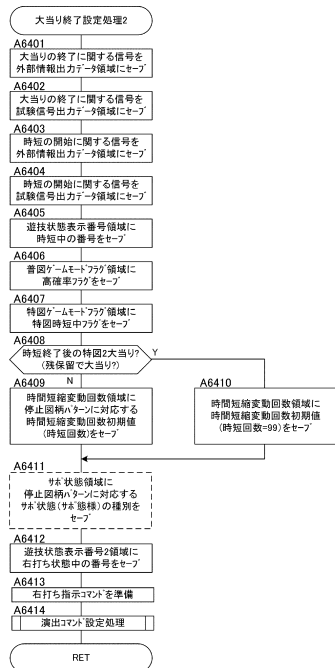 大当り終了設定処理2
A6401
大当りの終了に関する信号を
外部情報出力データ領域にセーブ
A6402
大当りの終了に関する信号を
試験信号出力データ領域にセーブ
A6403
時短の開始に関する信号を
外部情報出力データ領域にセーブ
A6404
時短の開始に関する信号を
試験信号出力データ領域にセーブ
A6405
遊技状態表示番号領域に
時短中の番号をセーブ
A6406
普図ゲームモードフラグ領域に
高確率フラグをセーブ
A6407
特図ゲームモードフラグ領域に
特図時短中フラグをセーブ
A6408
時短終了後の特図2大当り?
(残保留で大当り?)
Y
N
A6409
時間短縮変動回数領域に
停止図柄パターンに対応する
時間短縮変動回数初期値
(時短回数)をセーブ
A6410
時間短縮変動回数領域に
時間短縮変動回数初期値
(時短回数=99)をセーブ
A6411
サポ状態領域に
停止図柄パターンに対応する
サポ状態(サポ態様)の種別を
セーブ
A6412
遊技状態表示番号2領域に
右打ち状態中の番号をセーブ
A6413
右打ち指示コマンドを準備
A6414
演出コマンド設定処理
RET